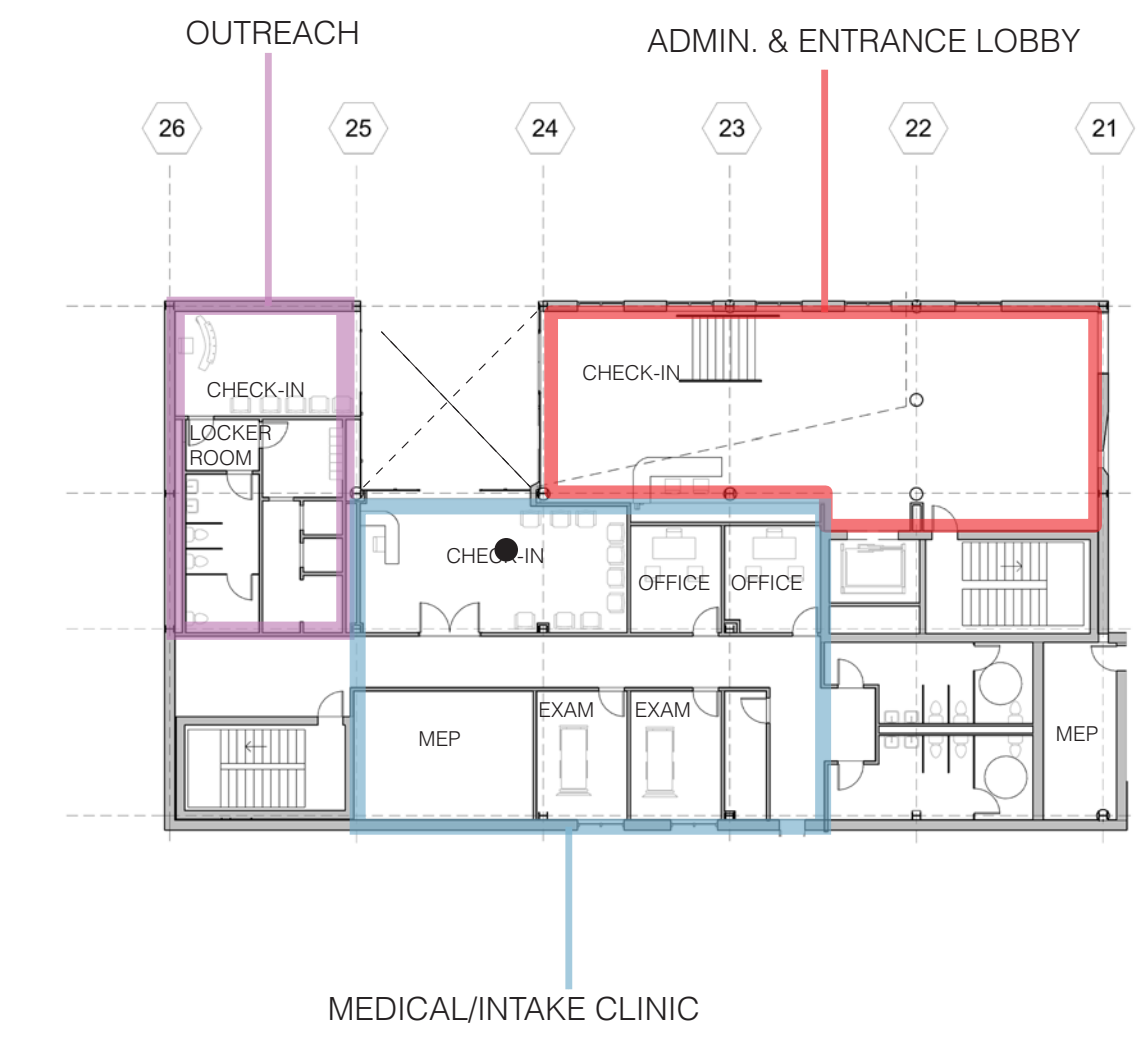 OUTREACH
ADMIN. & ENTRANCE LOBBY
26
25
24
23
22
21
CHECK-IN
CHECK-IN
LOCKER
ROOM
CHECK-IN
OFFICE
OFFICE
EXAM
EXAM
MEP
MEP
MEDICAL/INTAKE CLINIC